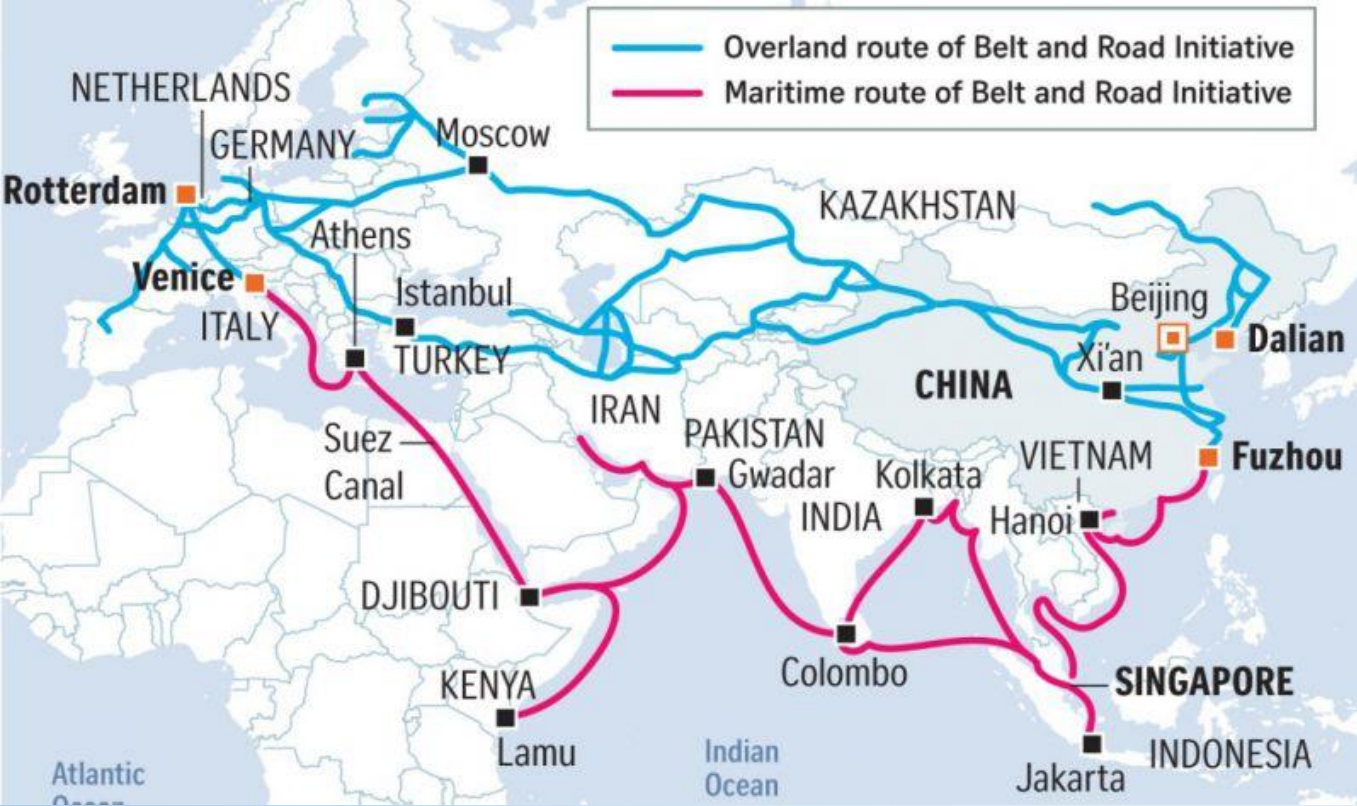 Overland route of Belt and Road Initiative
Maritime route of Belt and Road Initiative
NETHERLANDS
GERMANY
Moscow
Rotterdam
KAZAKHSTAN
Athens
Venice
Istanbul
Beijing
ITALY
TURKEY
Xi'an
Dalian
CHINA
IRAN
Suez
Canal
PAKISTAN
Gwadar
Kolkata
VIETNAM
Fuzhou
INDIA
Hanoi
DJIBOUTI
Colombo
KENYA
SINGAPORE
Lamu
Indian
Ocean
INDONESIA
Jakarta
Atlantic
Ocean